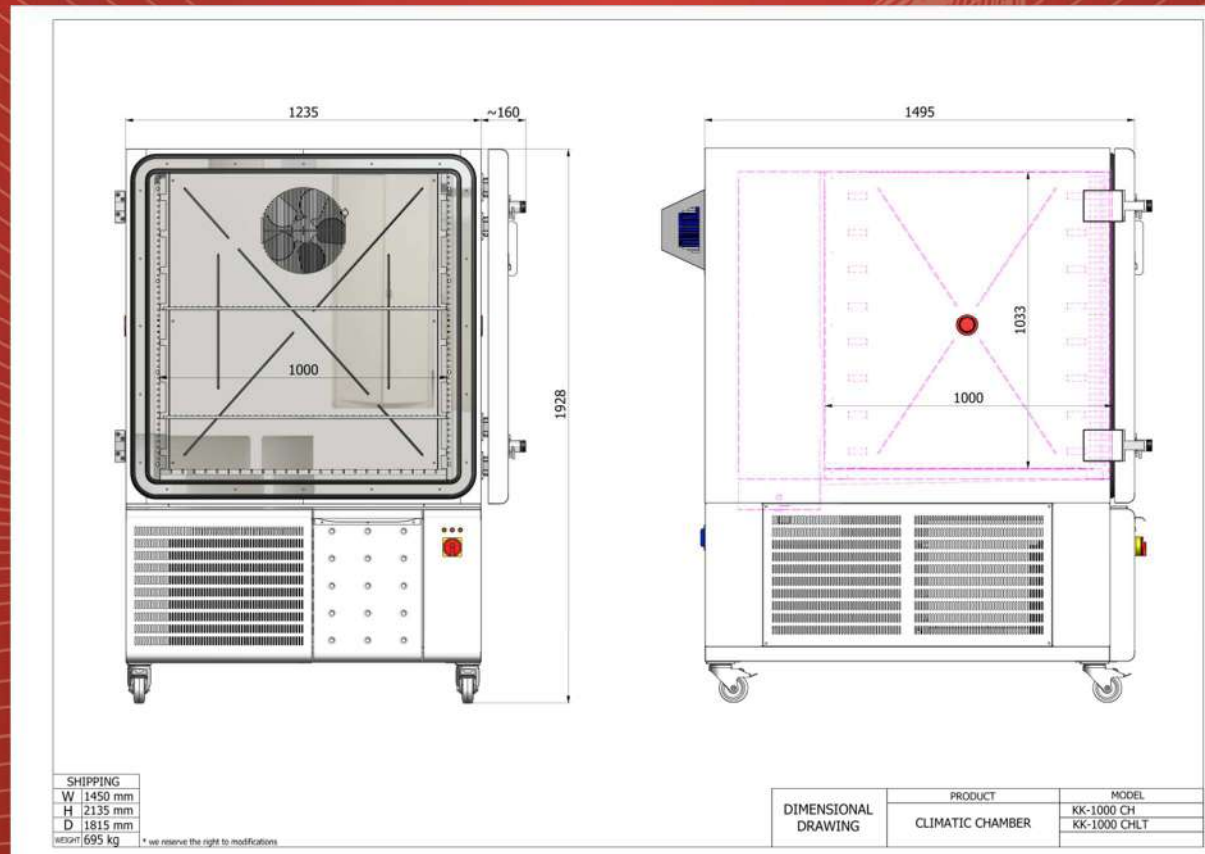 1235
~160
1495
1000
1928
1033
1000
SHIPPING
W 1450 mm
H 2135 mm
D 1815 mm
WEIGHT 695 kg
* we reserve the right to modifications
DIMENSIONAL
DRAWING
PRODUCT
CLIMATIC CHAMBER
MODEL
KK-1000 CH
KK-1000 CHLT